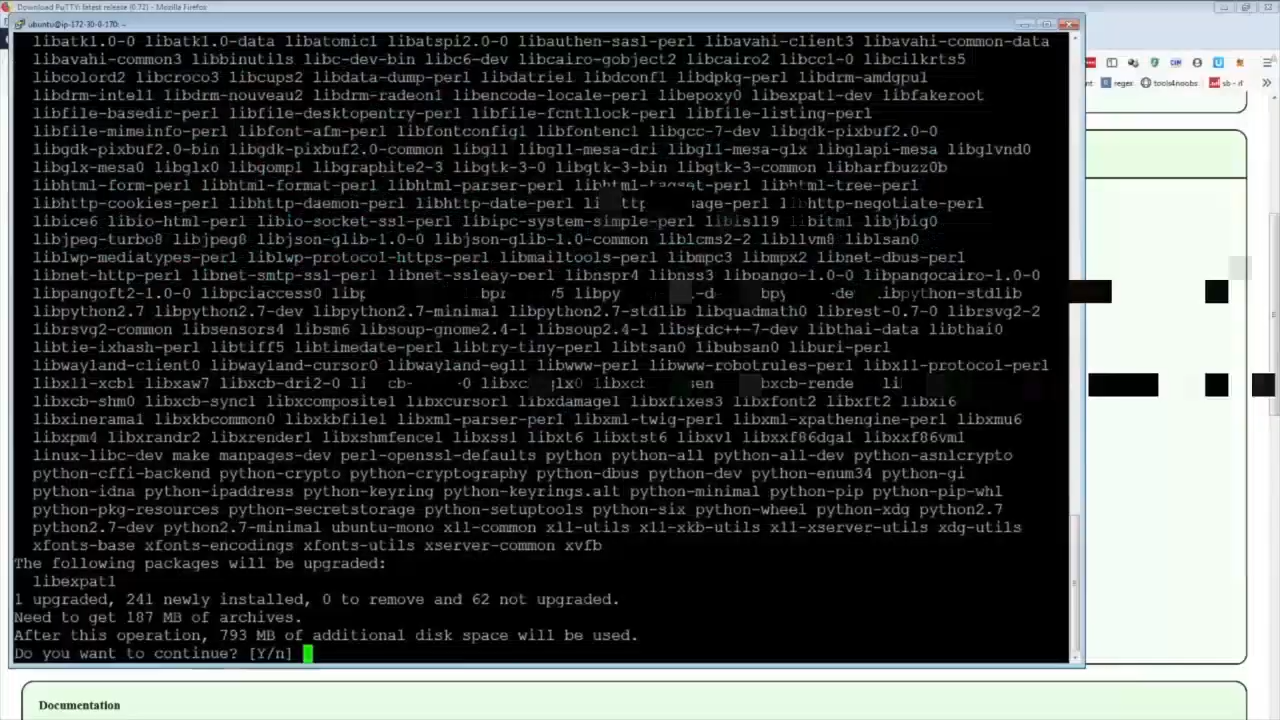 Download PuTTY: latest release (0.72) - Mozilla Firefox
ubuntu@ip-172-30-0-170: ~
libatk1.0-0 libatk1.0-data libatomic1 libatspi2.0-0 libauthen-sasl-perl libavahi-client3 libavahi-common-data
libavahi-common3 libbinutils libc-dev-bin libc6-dev libcairo-gobject2 libcairo2 libcc1-0 libcilkrts5
libcolord2 libcroco3 libcups2 libdata-dump-perl libdatrie1 libdconf1 libdpkg-perl libdrm-amdgpu1
libdrm-intel1 libdrm-nouveau2 libdrm-radeon1 libencode-locale-perl libepoxy0 libexpat1-dev libfakeroot
libfile-basedir-perl libfile-desktopentry-perl libfile-fcntllock-perl libfile-listing-perl
libfile-mimeinfo-perl libfont-afm-perl libfontconfig1 libfontenc1 libgcc-7-dev libgdk-pixbuf2.0-0
libgdk-pixbuf2.0-bin libgdk-pixbuf2.0-common libgl1 libgl1-mesa-dri libgl1-mesa-glx libglapi-mesa libglvnd0
libglx-mesa0 libglx0 libgomp1 libgraphite2-3 libgtk-3-0 libgtk-3-bin libgtk-3-common libharfbuzz0b
libhtml-form-perl libhtml-format-perl libhtml-parser-perl libhtml-tagset-perl libhtml-tree-perl
libhttp-cookies-perl libhttp-daemon-perl libhttp-date-perl age-perl libhttp-negotiate-perl
libice6 libio-html-perl libio-socket-ssl-perl libipc-system-simple-perl libisl19 libitm1 libjbig0
libjpeg-turbo8 libjpeg8 libjson-glib-1.0-0 libjson-glib-1.0-common liblcms2-2 libllvm8 liblsan0
liblwp-mediatypes-perl liblwp-protocol-https-perl libmailtools-perl libmpc3 libmpx2 libnet-dbus-perl
libnet-http-perl libnet-smtp-ssl-perl libnet-ssleay-perl libnspr4 libnss3 libpango-1.0-0 libpangocairo-1.0-0
libpangoft2-1.0-0 libpciaccess0 libpython-stdlib
libpython2.7 libpython2.7-dev libpython2.7-minimal libpython2.7-stdlib libquadmath0 librest-0.7-0 librsvg2-2
librsvg2-common libsensors4 libsm6 libsoup-gnome2.4-1 libsoup2.4-1 libstdc++-7-dev libthai-data libthai0
libtie-ixhash-perl libtiff5 libtimedate-perl libtry-tiny-perl libtsan0 libubsan0 liburi-perl
libwayland-client0 libwayland-cursor0 libwayland-egl1 libwww-perl libwww-robotrules-perl libx11-protocol-perl
libx11-xcb1 libxaw7 libxcb-dri2-0
libxcb-shm0 libxcb-sync1 libxcomposite1 libxcursor1 libxdamage1 libxfixes3 libxfont2 libxft2 libxi6
libxinerama1 libxkbcommon0 libxkbfile1 libxml-parser-perl libxml-twig-perl libxml-xpathengine-perl libxmu6
libxpm4 libxrandr2 libxrender1 libxshmfence1 libxss1 libxt6 libxtst6 libxv1 libxxf86dga1 libxxf86vm1
linux-libc-dev make manpages-dev perl-openssl-defaults python python-all python-all-dev python-asn1crypto
python-cffi-backend python-crypto python-cryptography python-dbus python-dev python-enum34 python-gi
python-idna python-ipaddress python-keyring python-keyrings.alt python-minimal python-pip python-pip-whl
python-pkg-resources python-secretstorage python-setuptools python-six python-wheel python-xdg python2.7
python2.7-dev python2.7-minimal ubuntu-mono x11-common x11-utils x11-xkb-utils x11-xserver-utils xdg-utils
xfonts-base xfonts-encodings xfonts-utils xserver-common xvfb
The following packages will be upgraded:
libexpat1
1 upgraded, 241 newly installed, 0 to remove and 62 not upgraded.
Need to get 187 MB of archives.
After this operation, 793 MB of additional disk space will be used.
Do you want to continue? [Y/n]
regex
tools4noobs
Documentation